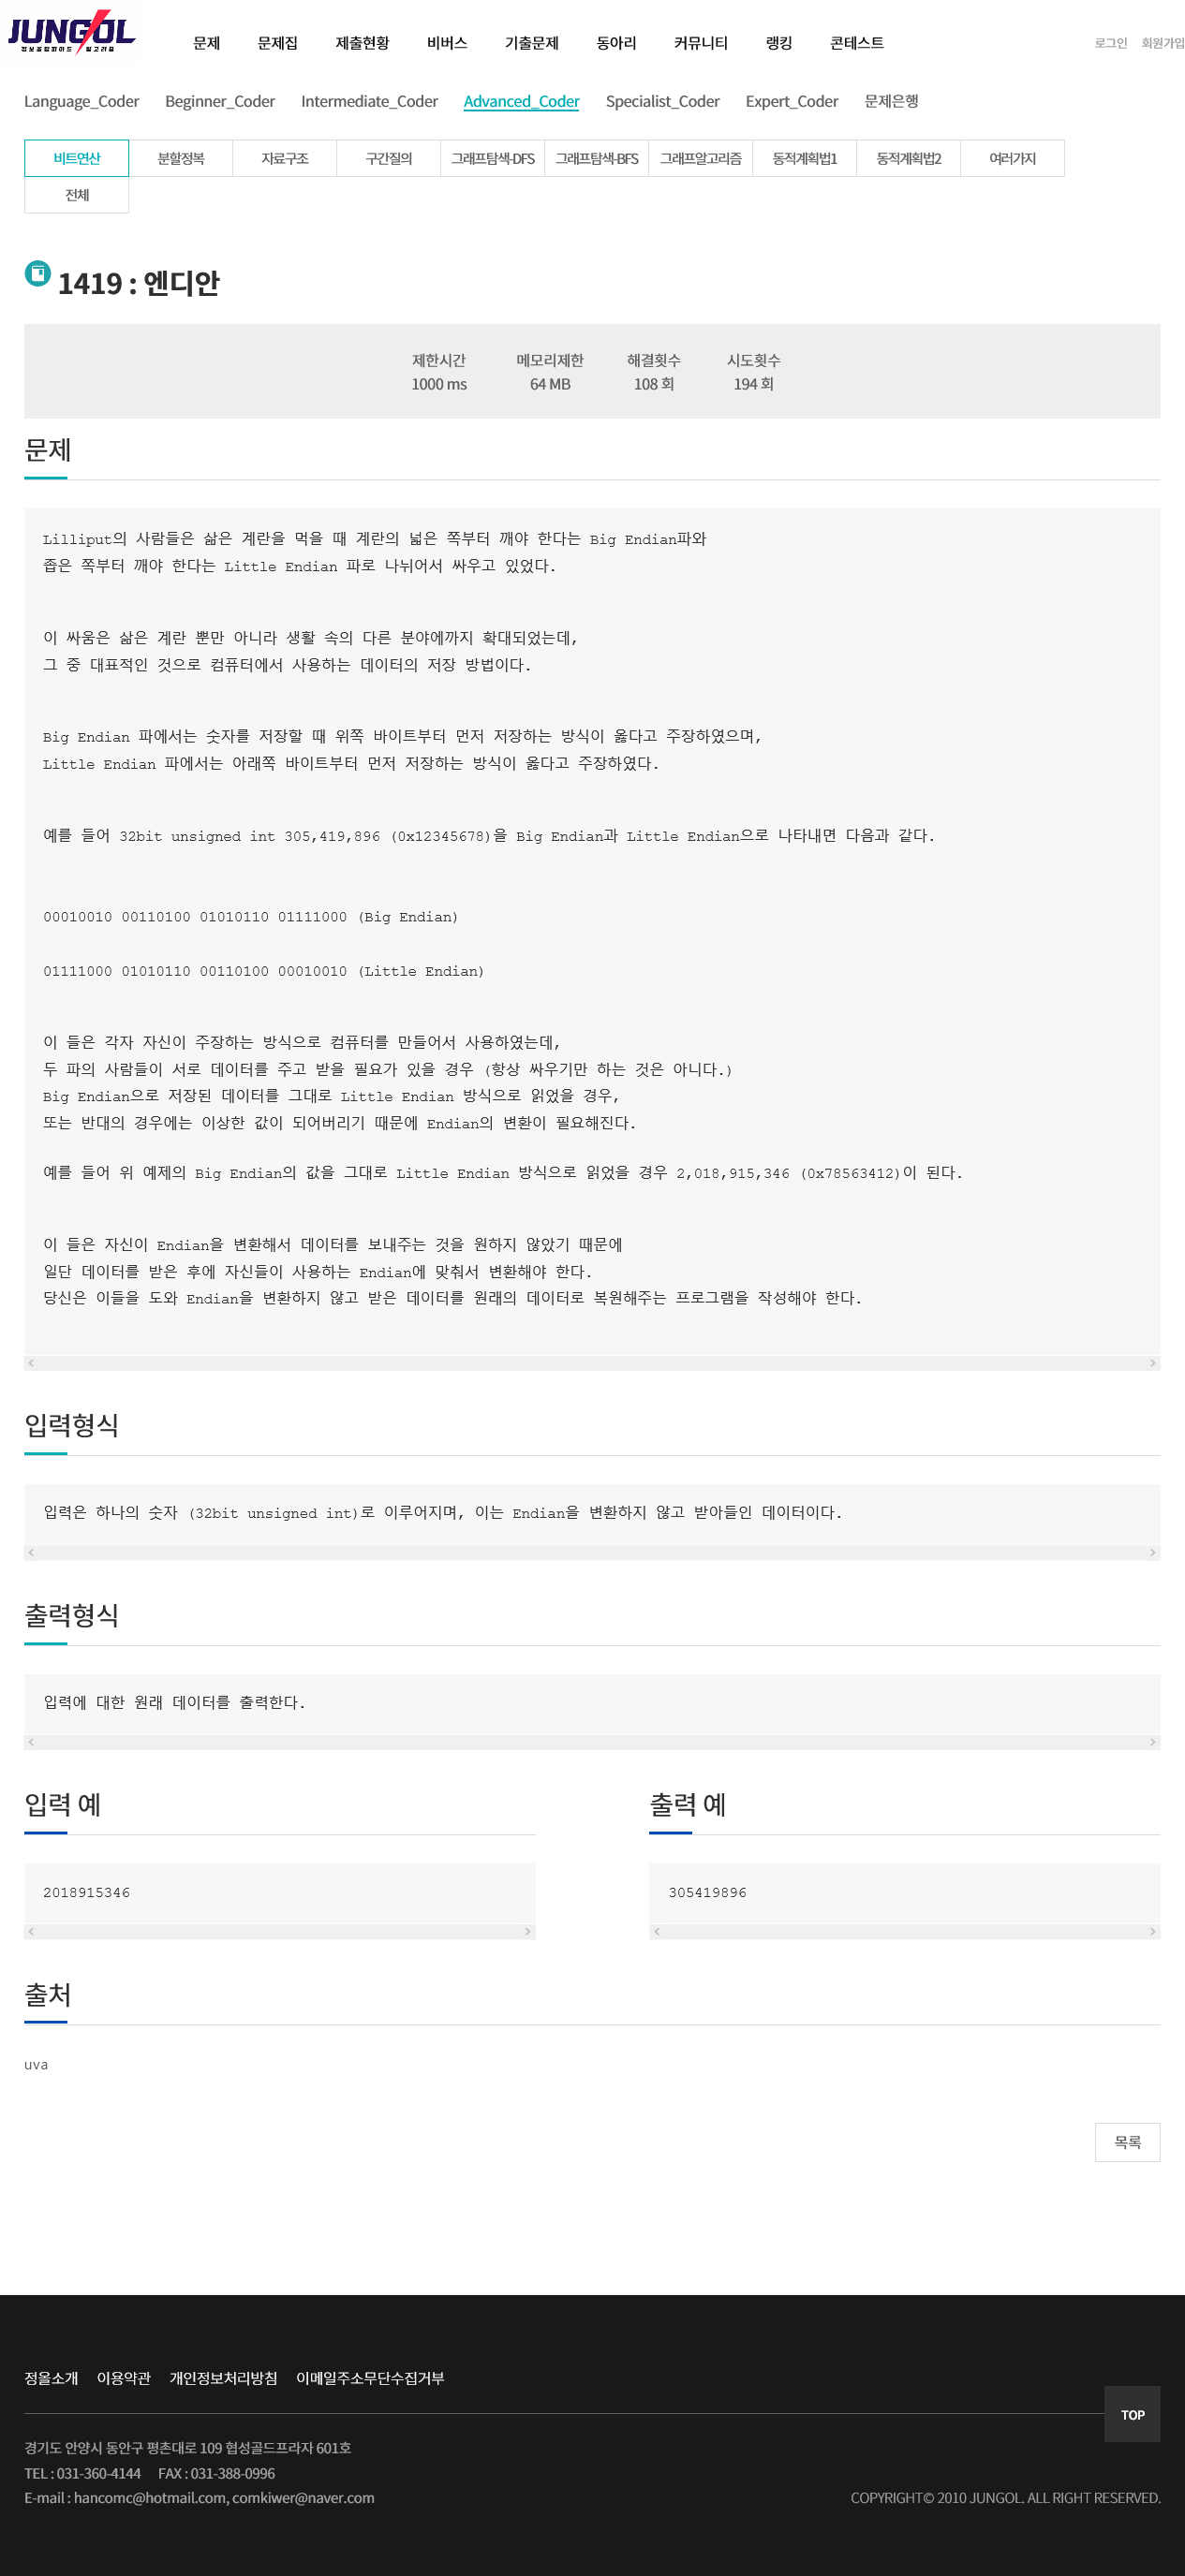 JUNGOL
정보올림피아드 알고리즘
문제 문제집 제출현황 비버스 기출문제 동아리 커뮤니티 랭킹 콘테스트 로그인 회원가입
Language_Coder Beginner_Coder Intermediate_Coder Advanced_Coder Specialist_Coder Expert_Coder 문제은행
비트연산 분할정복 자료구조 구간질의 그래프탐색-DFS 그래프탐색-BFS 그래프알고리즘 동적계획법1 동적계획법2 여러가지
전체
1419 : 엔디안
제한시간 메모리제한 해결횟수 시도횟수
1000 ms 64 MB 108 회 194 회
문제
Lilliput의 사람들은 삶은 계란을 먹을 때 계란의 넓은 쪽부터 깨야 한다는 Big Endian파와
좁은 쪽부터 깨야 한다는 Little Endian 파로 나뉘어서 싸우고 있었다.
이 싸움은 삶은 계란 뿐만 아니라 생활 속의 다른 분야에까지 확대되었는데,
그 중 대표적인 것으로 컴퓨터에서 사용하는 데이터의 저장 방법이다.
Big Endian 파에서는 숫자를 저장할 때 위쪽 바이트부터 먼저 저장하는 방식이 옳다고 주장하였으며,
Little Endian 파에서는 아래쪽 바이트부터 먼저 저장하는 방식이 옳다고 주장하였다.
예를 들어 32bit unsigned int 305,419,896 (0x12345678)을 Big Endian과 Little Endian으로 나타내면 다음과 같다.
00010010 00110100 01010110 01111000 (Big Endian)
01111000 01010110 00110100 00010010 (Little Endian)
이 들은 각자 자신이 주장하는 방식으로 컴퓨터를 만들어서 사용하였는데,
두 파의 사람들이 서로 데이터를 주고 받을 필요가 있을 경우 (항상 싸우기만 하는 것은 아니다.)
Big Endian으로 저장된 데이터를 그대로 Little Endian 방식으로 읽었을 경우,
또는 반대의 경우에는 이상한 값이 되어버리기 때문에 Endian의 변환이 필요해진다.
예를 들어 위 예제의 Big Endian의 값을 그대로 Little Endian 방식으로 읽었을 경우 2,018,915,346 (0x78563412)이 된다.
이 들은 자신이 Endian을 변환해서 데이터를 보내주는 것을 원하지 않았기 때문에
일단 데이터를 받은 후에 자신들이 사용하는 Endian에 맞춰서 변환해야 한다.
당신은 이들을 도와 Endian을 변환하지 않고 받은 데이터를 원래의 데이터로 복원해주는 프로그램을 작성해야 한다.
입력형식
입력은 하나의 숫자 (32bit unsigned int)로 이루어지며, 이는 Endian을 변환하지 않고 받아들인 데이터이다.
출력형식
입력에 대한 원래 데이터를 출력한다.
입력 예 출력 예
2018915346 305419896
출처
uva
목록
정올소개 이용약관 개인정보처리방침 이메일주소무단수집거부
TOP
경기도 안양시 동안구 평촌대로 109 협성골드프라자 601호
TEL : 031-360-4144 FAX : 031-388-0996
E-mail : hancomc@hotmail.com, comkiwer@naver.com COPYRIGHT© 2010 JUNGOL. ALL RIGHT RESERVED.